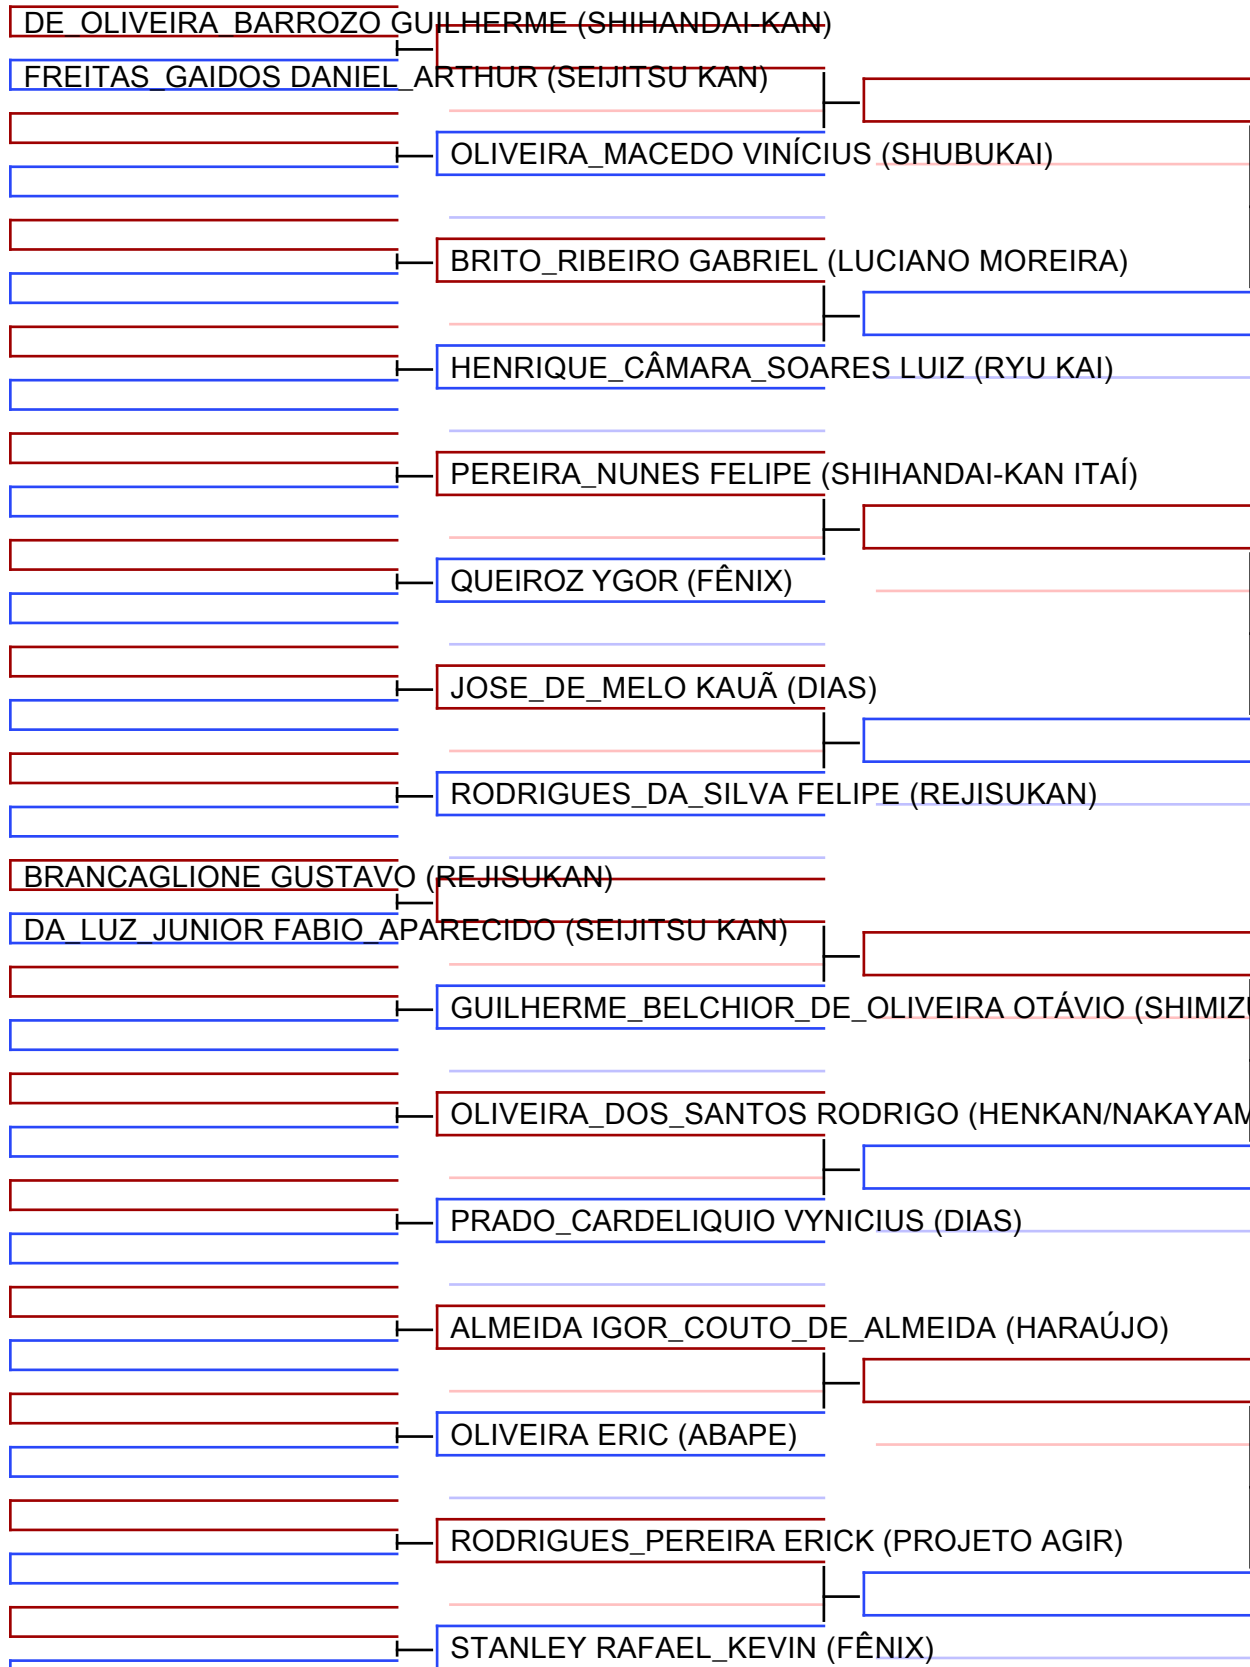 DE_OLIVEIRA_BARROZO GUILHERME (SHIHANDAI-KAN)
FREITAS_GAIDOS DANIEL_ARTHUR (SEIJITSU KAN)
OLIVEIRA_MACEDO VINÍCIUS (SHUBUKAI)
BRITO_RIBEIRO GABRIEL (LUCIANO MOREIRA)
HENRIQUE_CÂMARA_SOARES LUIZ (RYU KAI)
PEREIRA_NUNES FELIPE (SHIHANDAI-KAN ITAÍ)
QUEIROZ YGOR (FÊNIX)
JOSE_DE_MELO KAUÃ (DIAS)
RODRIGUES_DA_SILVA FELIPE (REJISUKAN)
BRANCAGLIONE GUSTAVO (REJISUKAN)
DA_LUZ_JUNIOR FABIO_APARECIDO (SEIJITSU KAN)
GUILHERME_BELCHIOR_DE_OLIVEIRA OTÁVIO (SHIMIZU
OLIVEIRA_DOS_SANTOS RODRIGO (HENKAN/NAKAYAM
PRADO_CARDELIQUIO VYNICIUS (DIAS)
ALMEIDA IGOR_COUTO_DE_ALMEIDA (HARAÚJO)
OLIVEIRA ERIC (ABAPE)
RODRIGUES_PEREIRA ERICK (PROJETO AGIR)
STANLEY RAFAEL_KEVIN (FÊNIX)